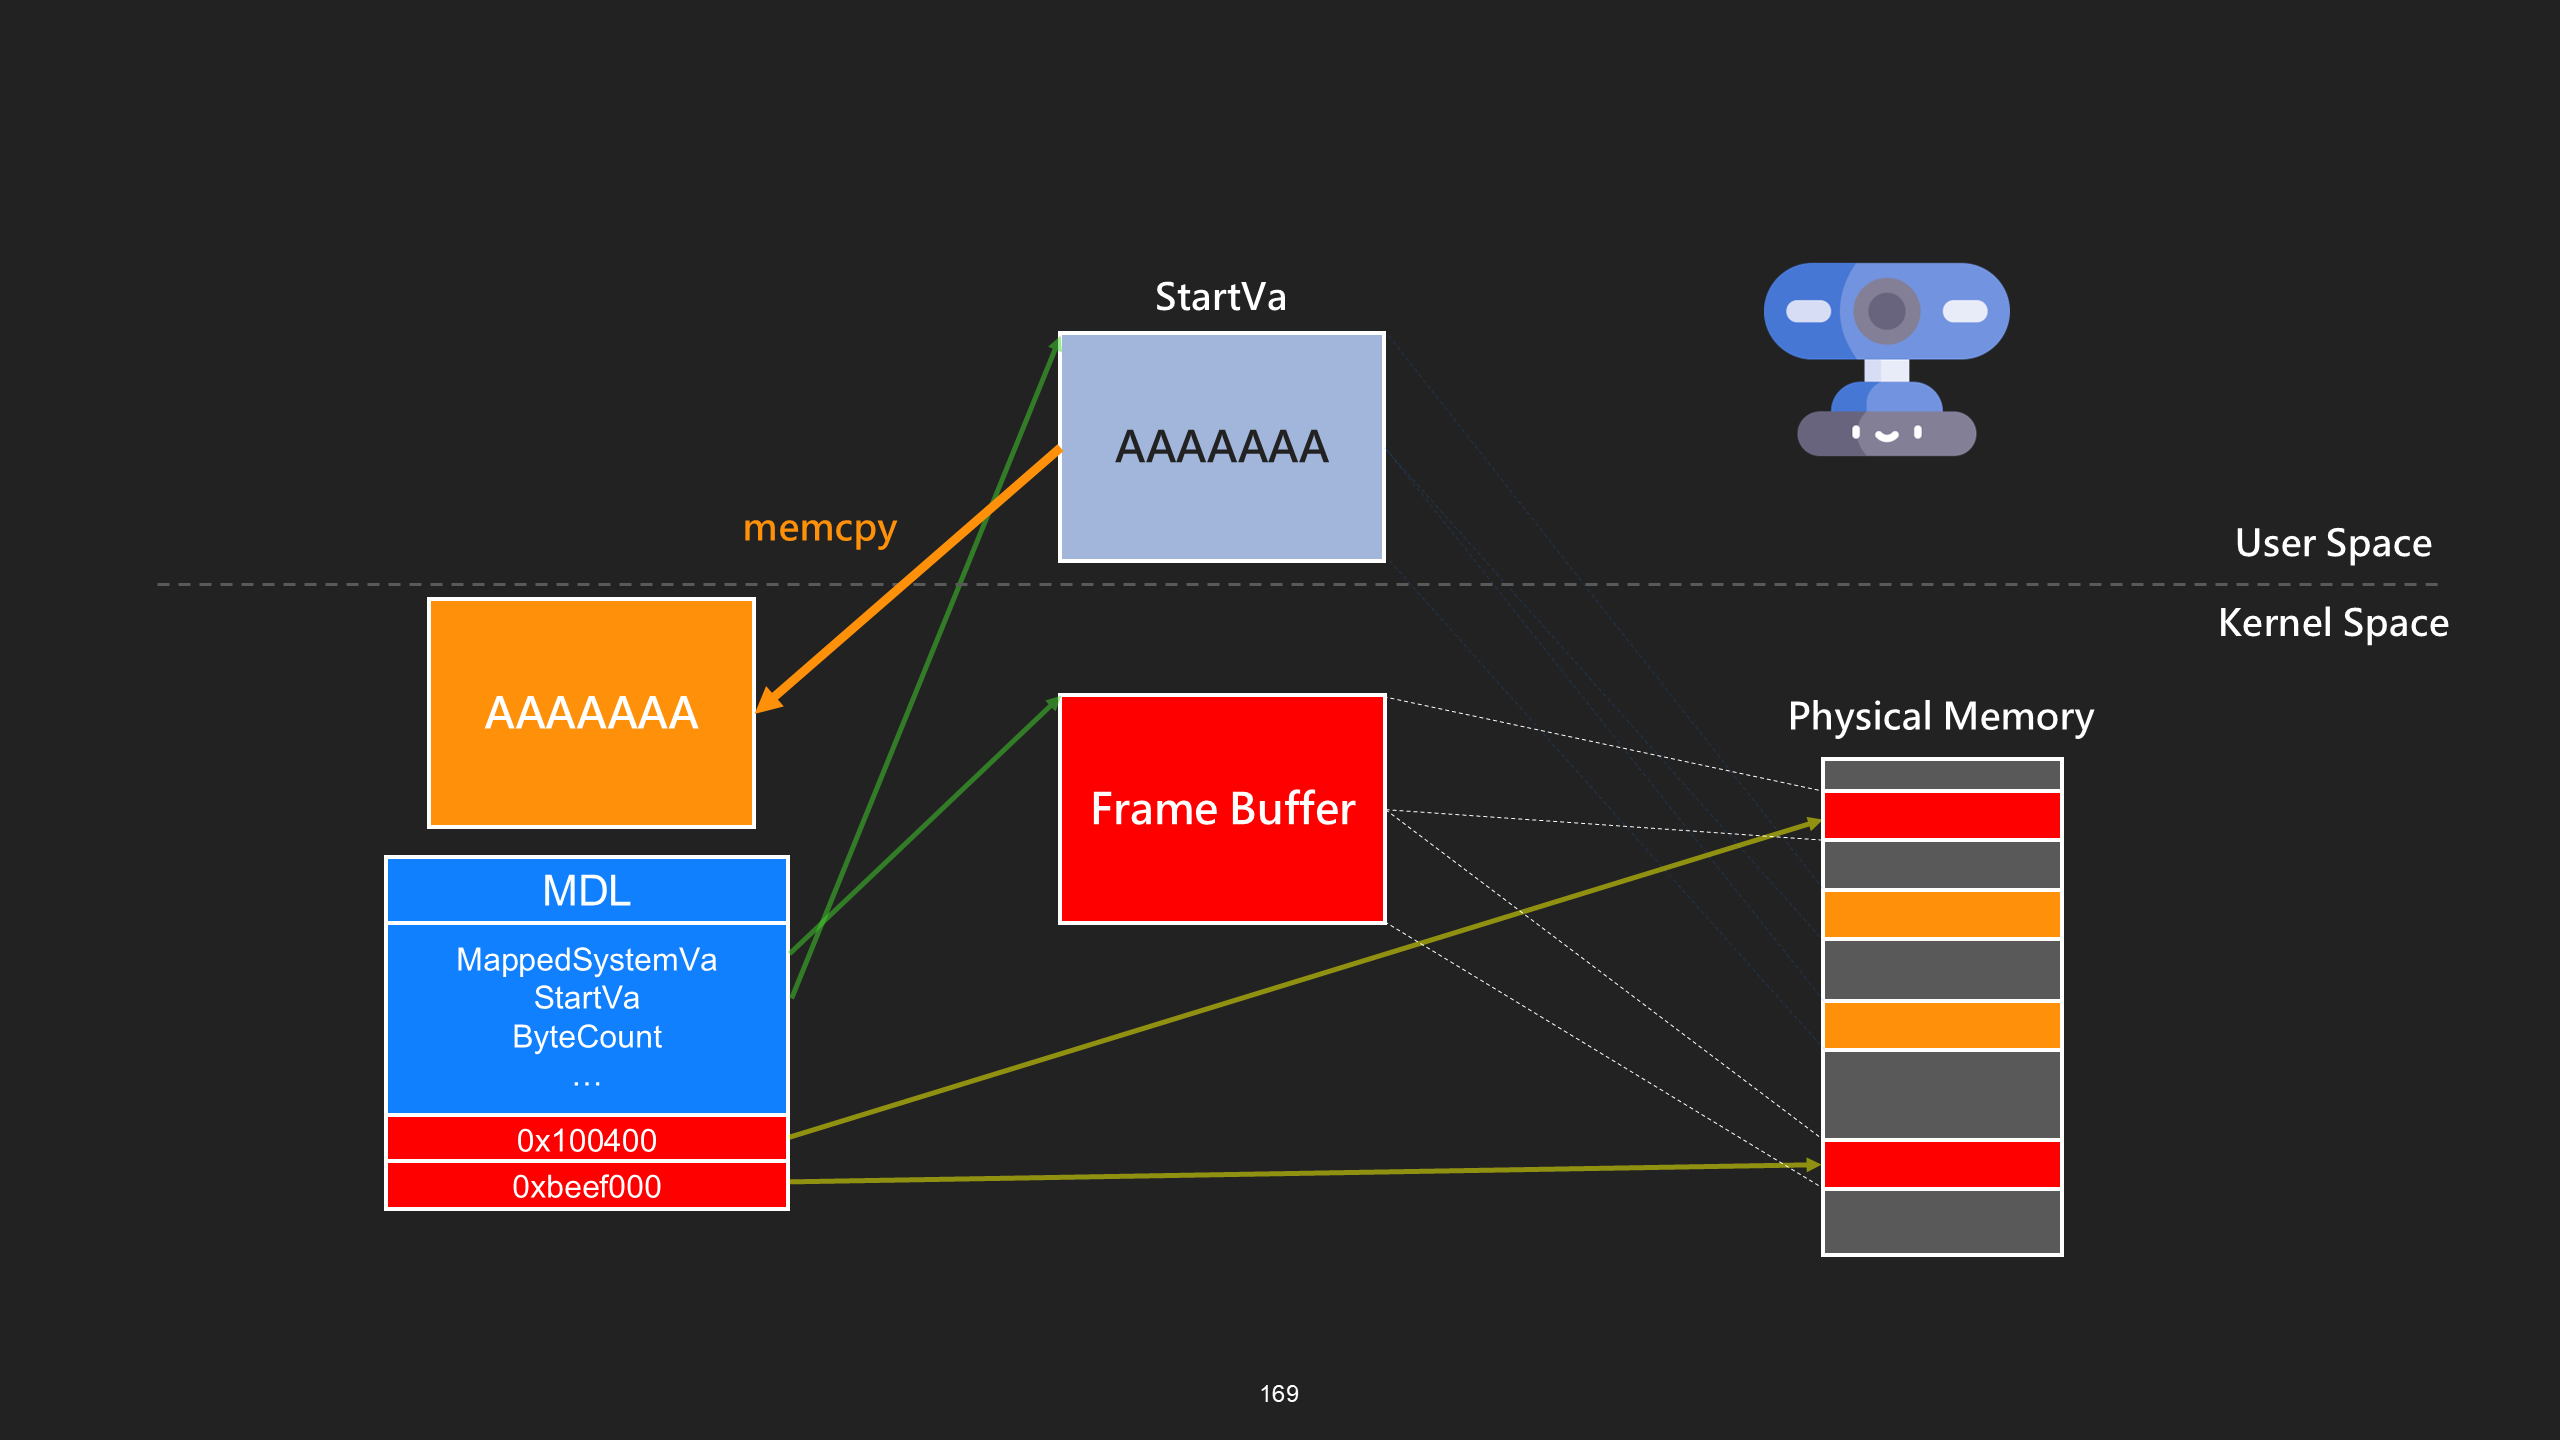 StartVa
AAAAAAA
memcpy
User Space
Kernel Space
AAAAAAA
Frame Buffer
Physical Memory
MDL
MappedSystemVa
StartVa
ByteCount
...
0x100400
0xbeef000
169